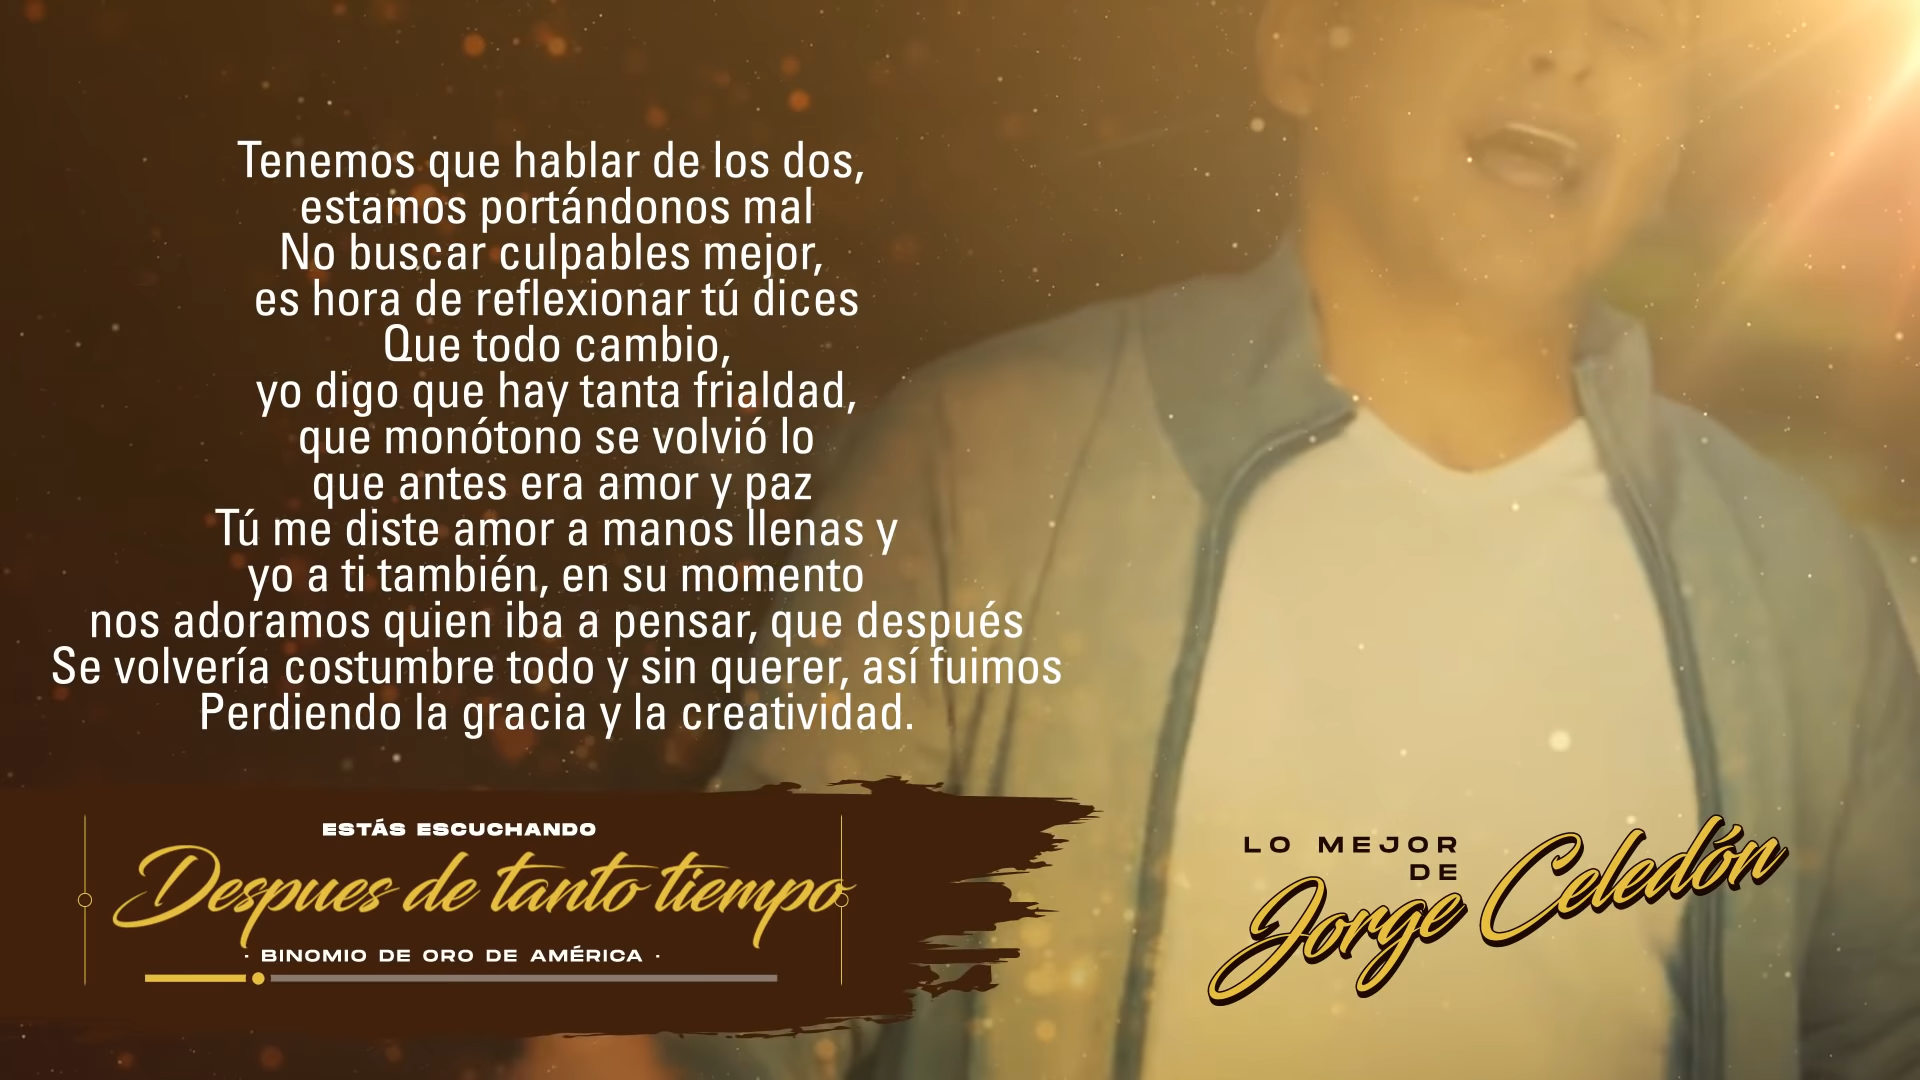 Tenemos que hablar de los dos,
estamos portándonos mal
No buscar culpables mejor,
es hora de reflexionar tú dices
Que todo cambio,
yo digo que hay tanta frialdad,
que monótono se volvió lo
que antes era amor y paz
Tú me diste amor a manos llenas y
yo a ti también, en su momento
nos adoramos quien iba a pensar, que después
Se volvería costumbre todo y sin querer, así fuimos
Perdiendo la gracia y la creatividad.
ESTÁS ESCUCHANDO
Despues de tanto tiempo
· BINOMIO DE ORO DE AMÉRICA ·
LO MEJOR
DE
Jorge Celedón